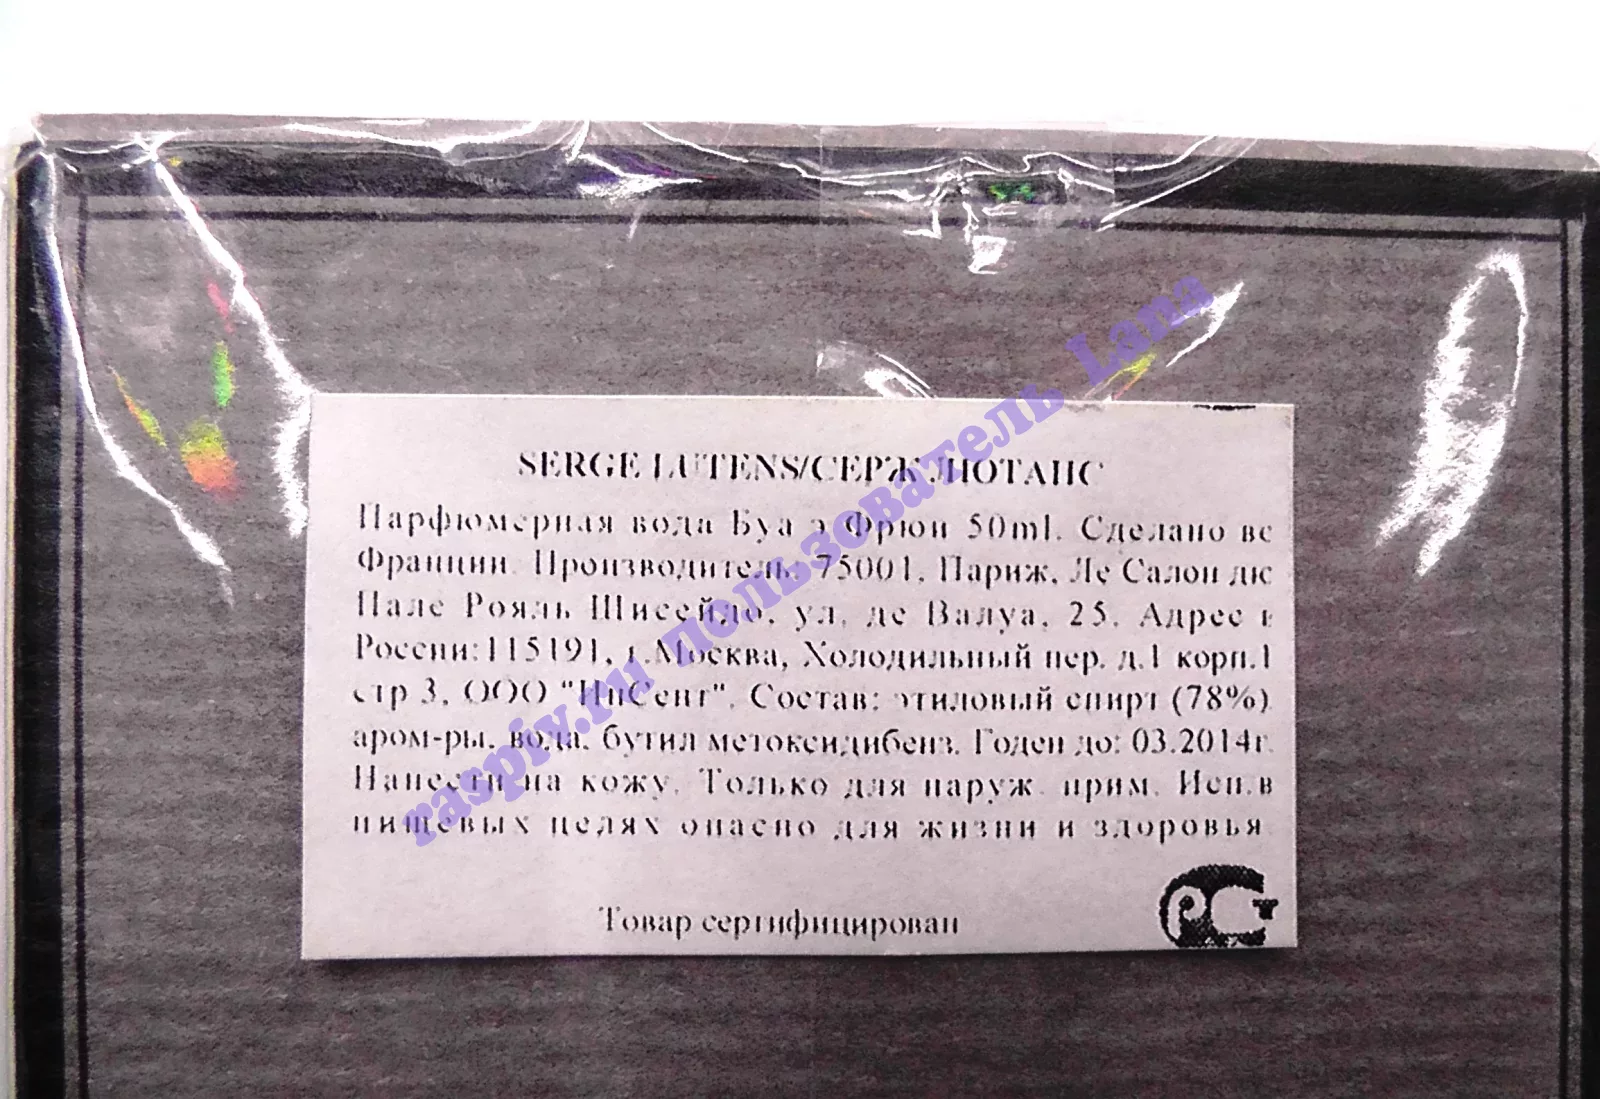 SERGE LUTENS/СЕРЖ ЛЮТАНС
Парфюмерная вода Буа э Фрюи 50ml. Сделано во
Франции. Производитель: 75001, Париж, Ле Салон дю
Пале Рояль Шисейдо, ул. де Валуа, 25. Адрес в
России:115191, г.Москва, Холодильный пер. д.1 корп.1
стр 3, ООО "ИнСент". Состав: этиловый спирт (78%)
аром-ры, вода, бутил метоксидибенз. Годен до: 03.2014г.
Нанести на кожу. Только для наруж. прим. Исп.в
пищевых целях опасно для жизни и здоровья
Товар сертифицирован
РСТ
raspiv.ru пользователь Lana